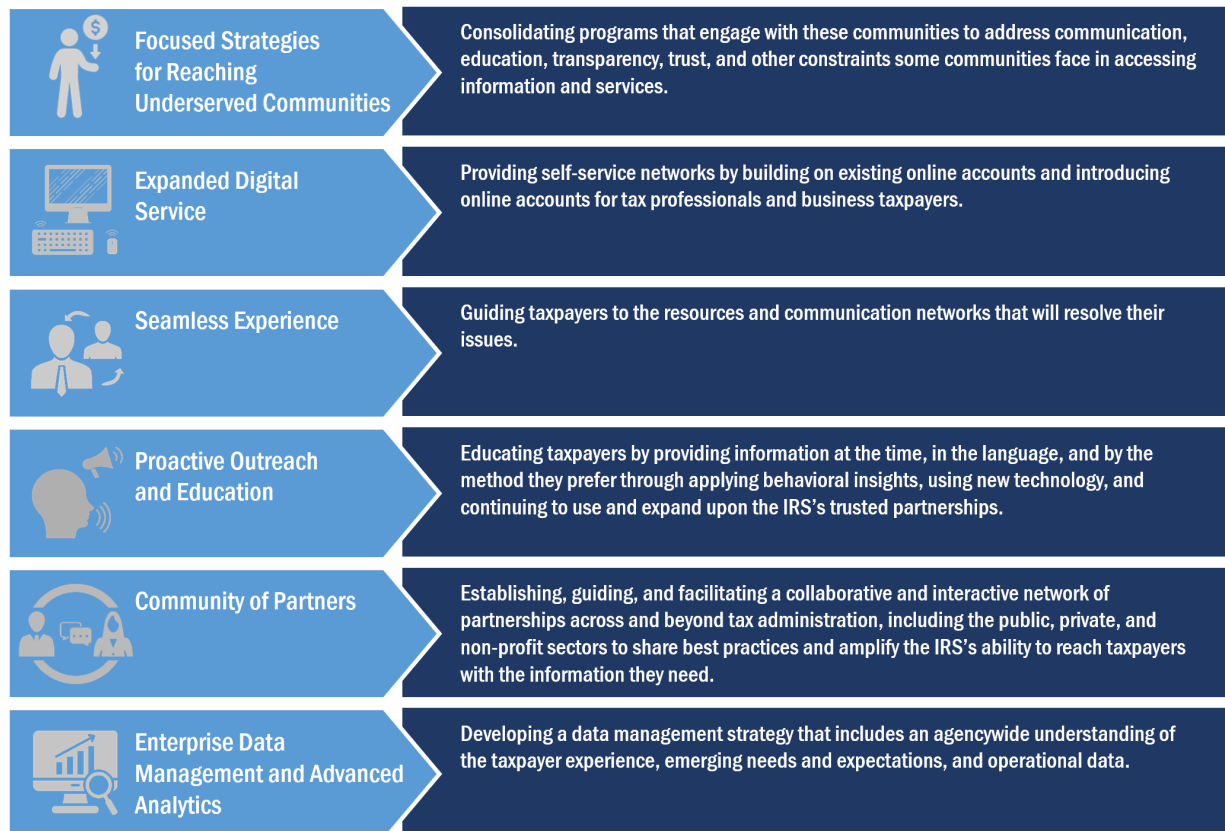 $
Focused Strategies
for Reaching
Underserved Communities
Consolidating programs that engage with these communities to address communication,
education, transparency, trust, and other constraints some communities face in accessing
information and services.
Expanded Digital
Service
Providing self-service networks by building on existing online accounts and introducing
online accounts for tax professionals and business taxpayers.
Seamless Experience
Guiding taxpayers to the resources and communication networks that will resolve their
issues.
Proactive Outreach
and Education
Educating taxpayers by providing information at the time, in the language, and by the
method they prefer through applying behavioral insights, using new technology, and
continuing to use and expand upon the IRS’s trusted partnerships.
Community of Partners
Establishing, guiding, and facilitating a collaborative and interactive network of
partnerships across and beyond tax administration, including the public, private, and
non-profit sectors to share best practices and amplify the IRS’s ability to reach taxpayers
with the information they need.
Enterprise Data
Management and Advanced
Analytics
Developing a data management strategy that includes an agencywide understanding of
the taxpayer experience, emerging needs and expectations, and operational data.